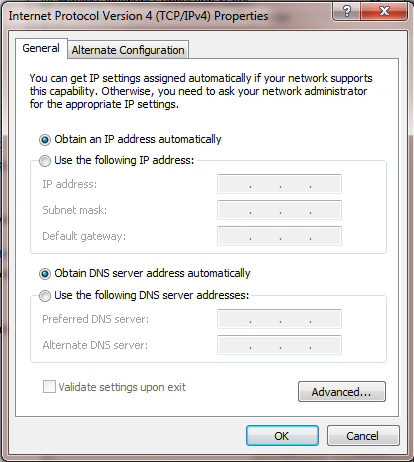 Internet Protocol Version 4 (TCP/IPv4) Properties
General
Alternate Configuration
You can get IP settings assigned automatically if your network supports
this capability. Otherwise, you need to ask your network administrator
for the appropriate IP settings.
Obtain an IP address automatically
Use the following IP address:
IP address:
Subnet mask:
Default gateway:
Obtain DNS server address automatically
Use the following DNS server addresses:
Preferred DNS server:
Alternate DNS server:
Validate settings upon exit
Advanced...
OK
Cancel